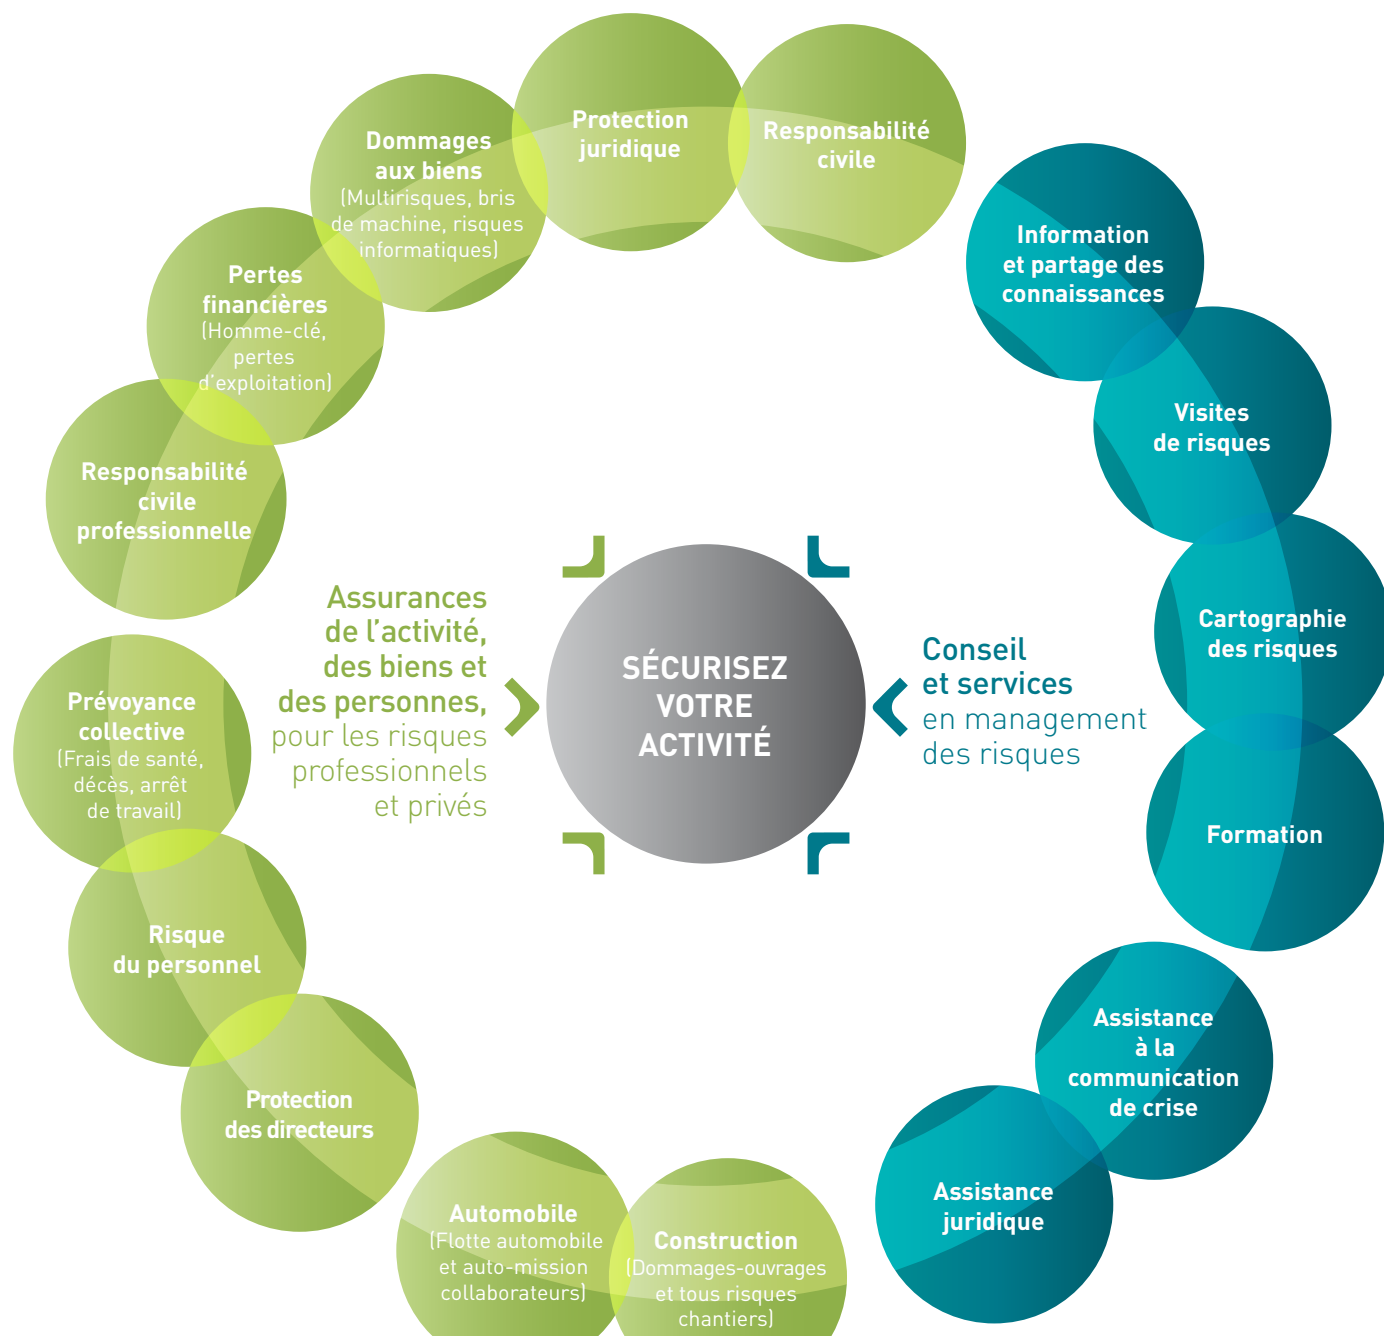 Protection
juridique
Responsabilité
civile
Dommages
aux biens
(Multirisques, bris
de machine, risques
informatiques)
Pertes
financières
(Homme-clé,
pertes
d'exploitation)
Responsabilité
civile
professionnelle
Prévoyance
collective
(Frais de santé,
décès, arrêt
de travail)
Risque
du personnel
Protection
des directeurs
Automobile
(Flotte automobile
et auto-mission
collaborateurs)
Construction
(Dommages-ouvrages
et tous risques
chantiers)
Assurances
de l'activité,
des biens et
des personnes,
pour les risques
professionnels
et privés
SÉCURISEZ
VOTRE
ACTIVITÉ
Conseil
et services
en management
des risques
Information
et partage des
connaissances
Visites
de risques
Cartographie
des risques
Formation
Assistance
à la
communication
de crise
Assistance
juridique